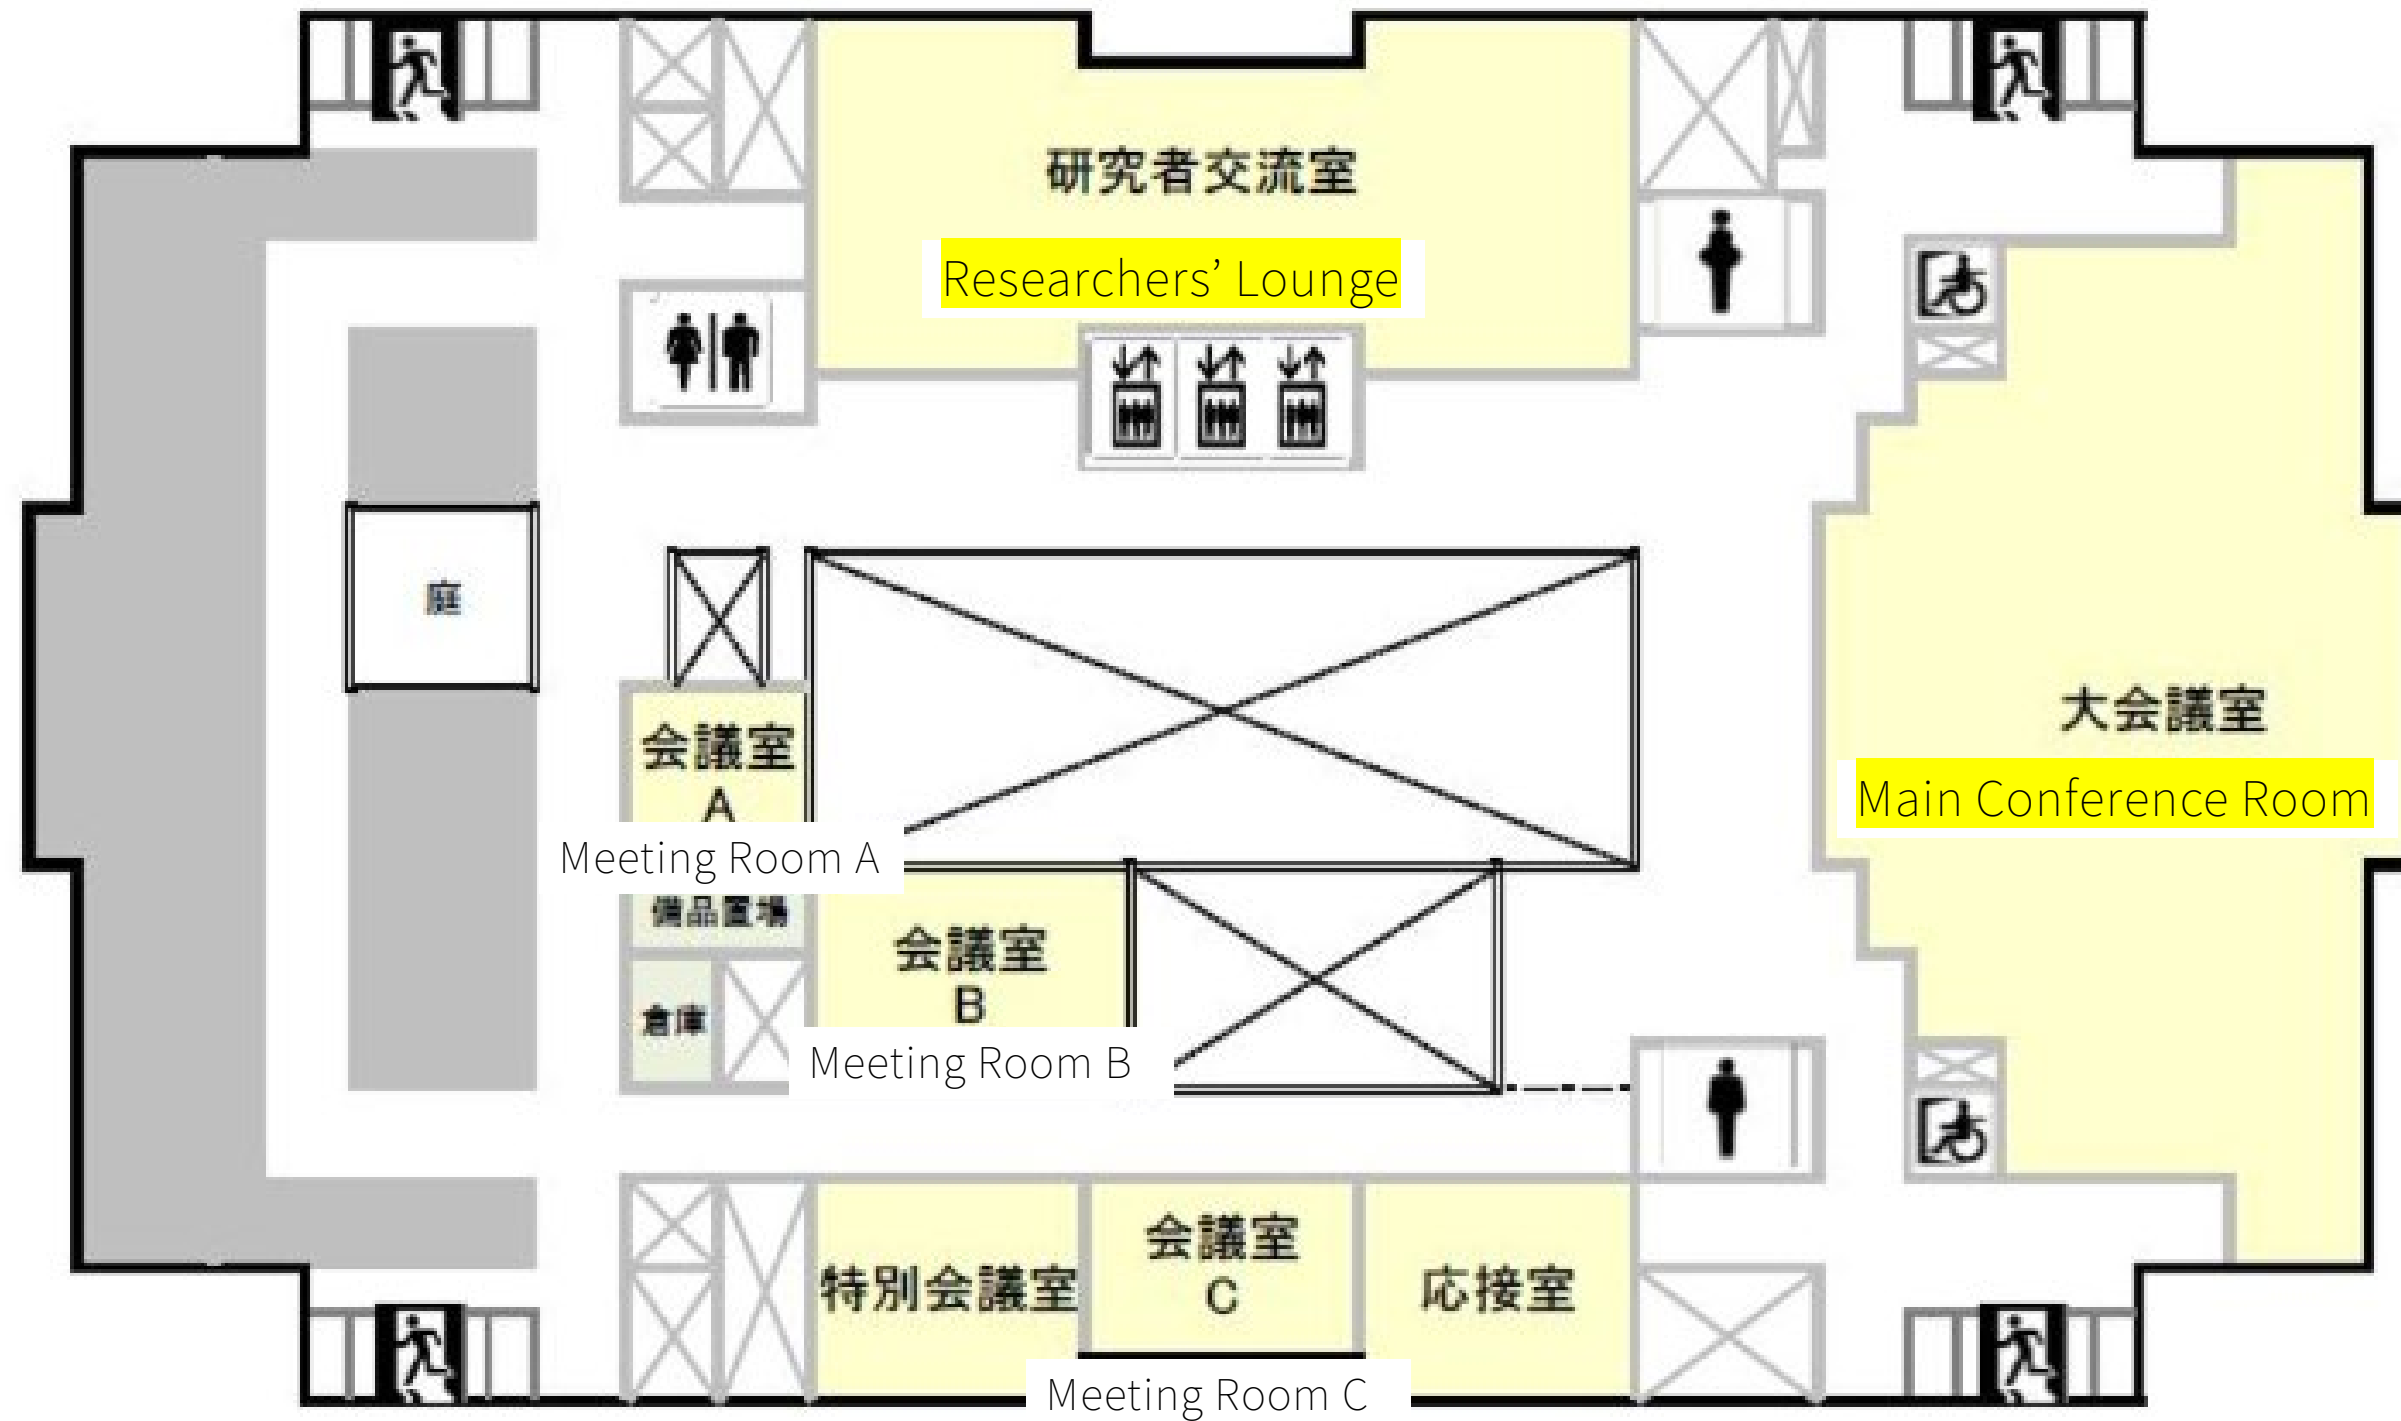 研究者交流室
Researchers’ Lounge
庭
会議室
A
Meeting Room A
備品置場
大会議室
Main Conference Room
会議室
B
Meeting Room B
倉庫
特別会議室
会議室
C
Meeting Room C
応接室